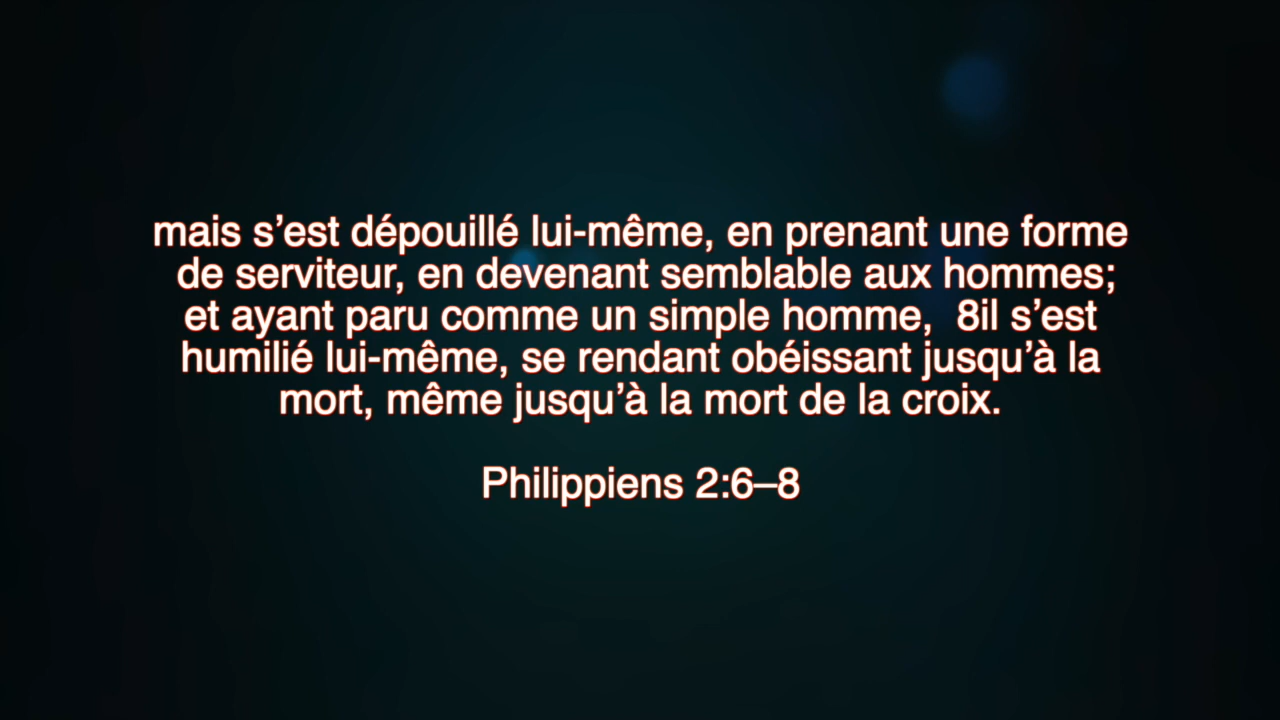 mais s’est dépouillé lui-même, en prenant une forme
de serviteur, en devenant semblable aux hommes;
et ayant paru comme un simple homme,  8il s’est
humilié lui-même, se rendant obéissant jusqu’à la
mort, même jusqu’à la mort de la croix.
Philippiens 2:6–8